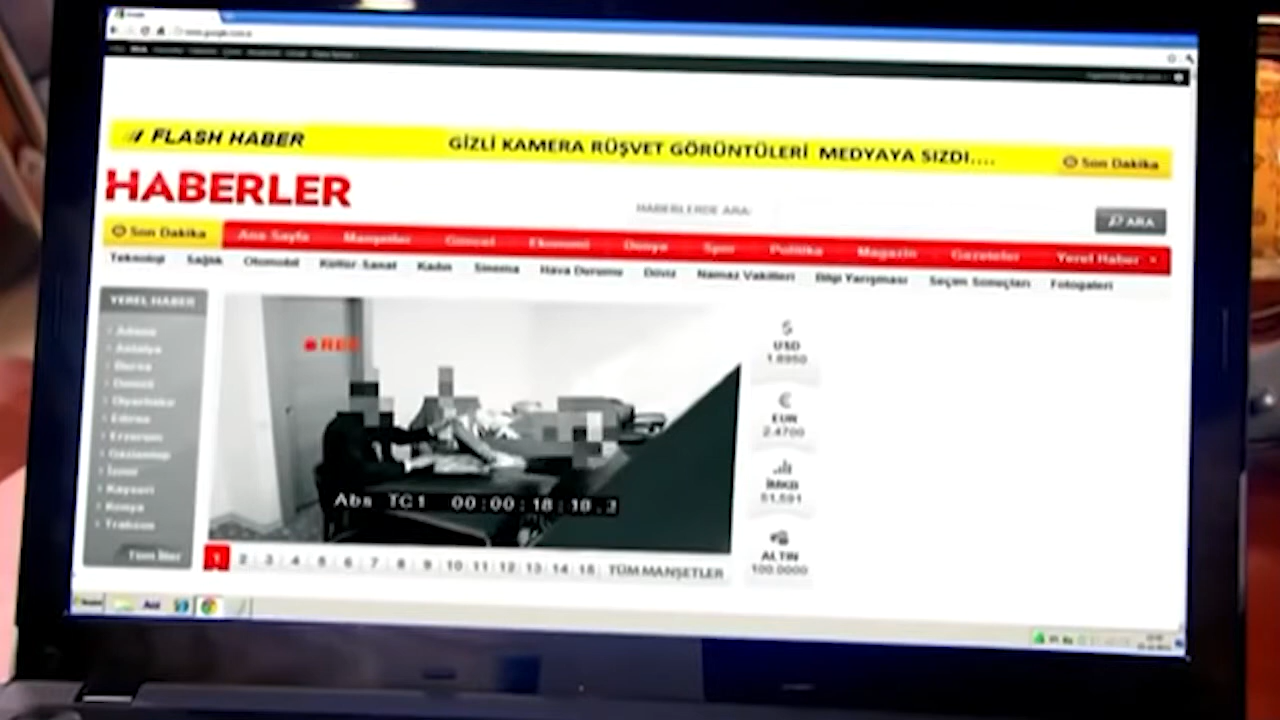 FLASH HABER
GİZLİ KAMERA RÜŞVET GÖRÜNTÜLERİ MEDYAYA SIZDI....
Son Dakika
HABERLER
HABERLERDE ARA:
ARA
Son Dakika Ana Sayfa Manşetler Güncel Ekonomi Dünya Spor Politika Magazin Gazeteler Yerel Haber
Teknoloji Sağlık Otomobil Kültür-Sanat Kadın Sinema Hava Durumu Döviz Namaz Vakitleri Bilgi Yarışması Seçim Sonuçları Fotogaleri
YEREL HABER
Adana
Antalya
Bursa
Denizli
Diyarbakır
Edirne
Erzurum
Gaziantep
İzmir
Kayseri
Konya
Trabzon
Tüm İller
REC
Abs TC1 00:00:18:18.2
1 2 3 4 5 6 7 8 9 10 11 12 13 14 15 TÜM MANŞETLER
$
USD
1.8950
€
EUR
2.4700
İMKB
51,591
ALTIN
100.0000